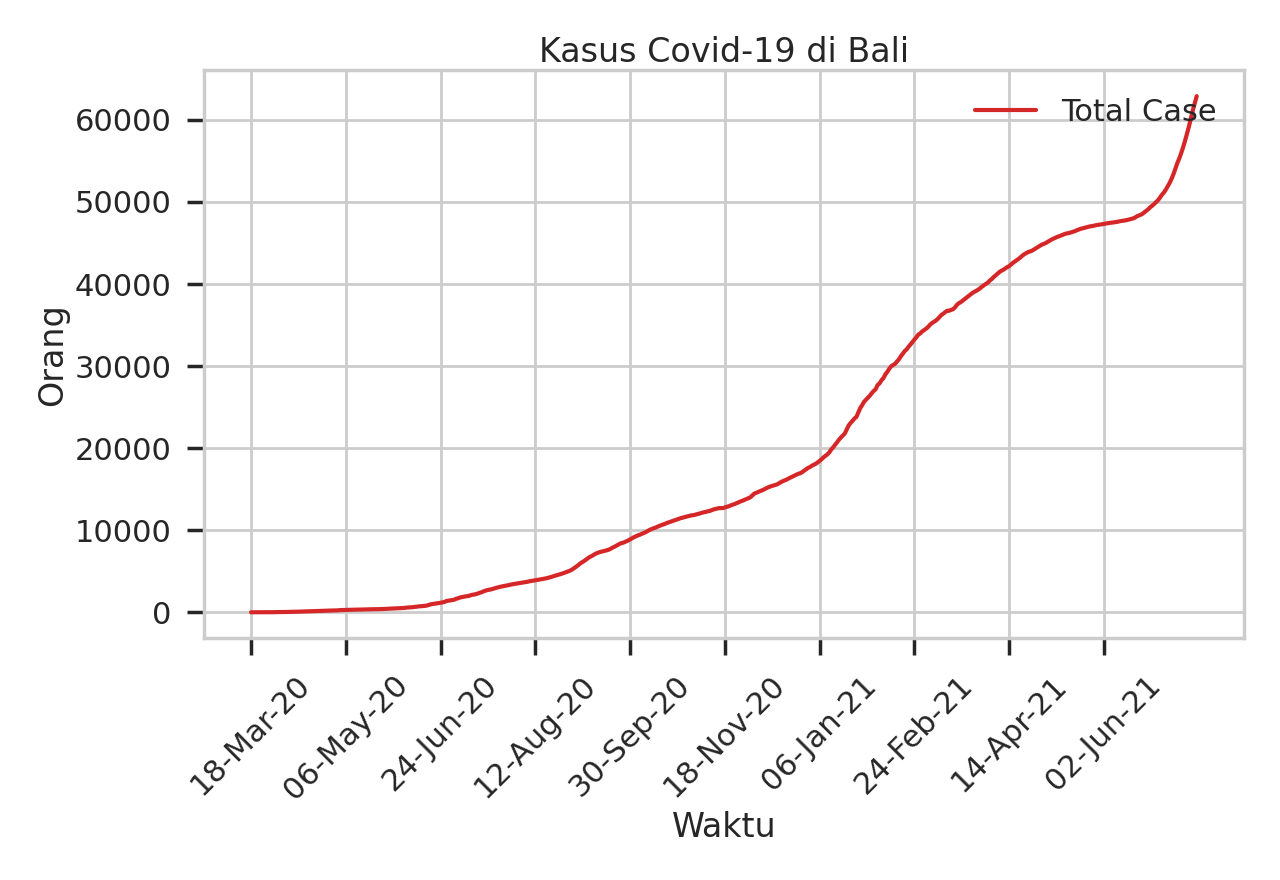 Kasus Covid-19 di Bali
Total Case
Orang
60000
50000
40000
30000
20000
10000
0
18-Mar-20
06-May-20
24-Jun-20
12-Aug-20
30-Sep-20
18-Nov-20
06-Jan-21
24-Feb-21
14-Apr-21
02-Jun-21
Waktu